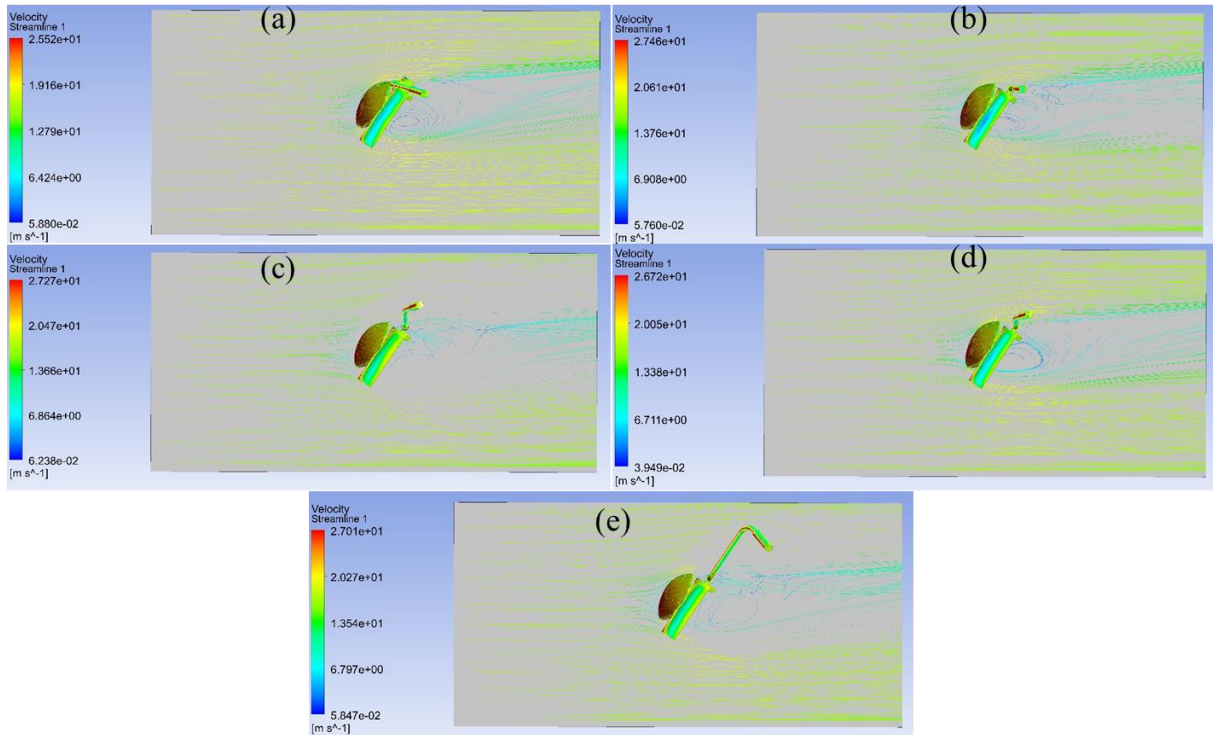 (a)
Velocity
Streamline 1
2.552e+01
1.916e+01
1.279e+01
6.424e+00
5.880e-02
[m s^-1]
(b)
Velocity
Streamline 1
2.746e+01
2.061e+01
1.376e+01
6.908e+00
5.760e-02
[m s^-1]
(c)
Velocity
Streamline 1
2.727e+01
2.047e+01
1.366e+01
6.864e+00
6.238e-02
[m s^-1]
(d)
Velocity
Streamline 1
2.672e+01
2.005e+01
1.338e+01
6.711e+00
3.949e-02
[m s^-1]
(e)
Velocity
Streamline 1
2.701e+01
2.027e+01
1.354e+01
6.797e+00
5.847e-02
[m s^-1]